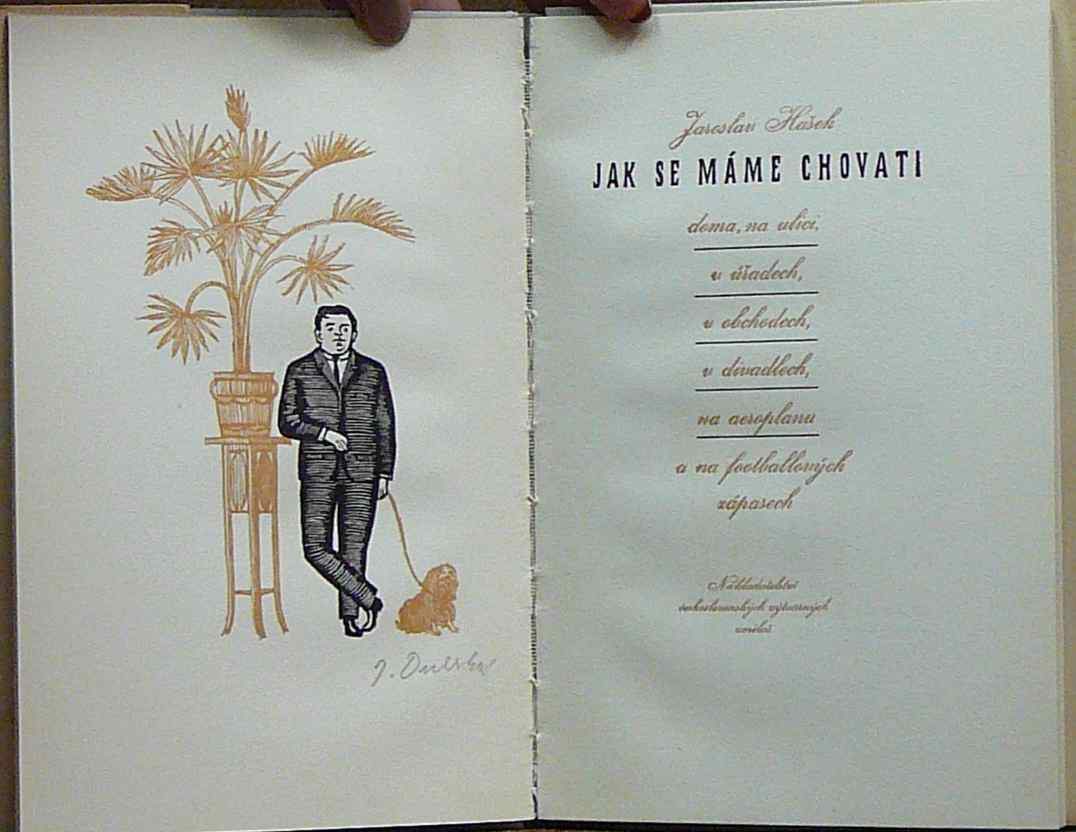 J. Duchoň
Jaroslav Hašek
JAK SE MÁME CHOVATI
doma, na ulici,
v úřadech,
v obchodech,
v divadlech,
na aeroplanu
a na footballových
zápasech
Nakladatelství
československých výtvarných
umělců